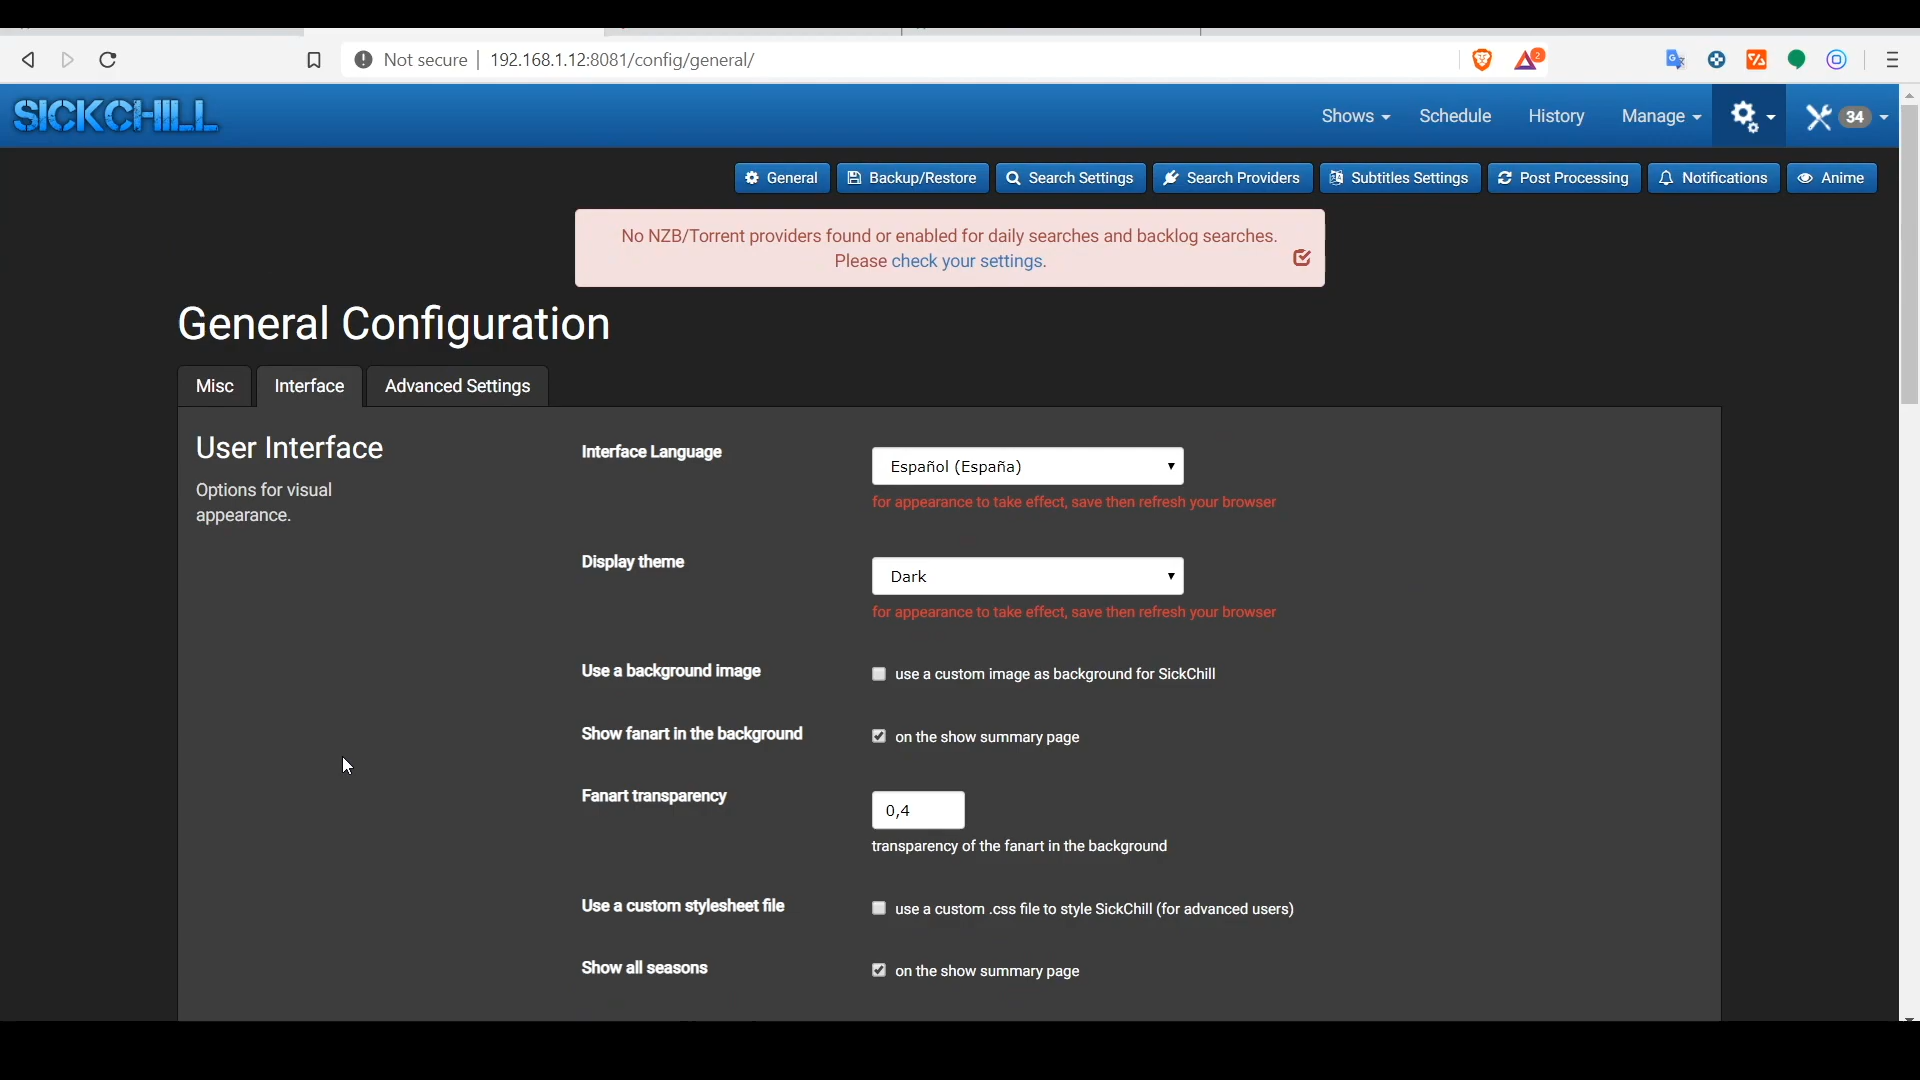 Not secure | 192.168.1.12:8081/config/general/
2
SICKCHILL
Shows
Schedule
History
Manage
34
General
Backup/Restore
Search Settings
Search Providers
Subtitles Settings
Post Processing
Notifications
Anime
No NZB/Torrent providers found or enabled for daily searches and backlog searches.
Please check your settings.
General Configuration
Misc
Interface
Advanced Settings
User Interface
Options for visual
appearance.
Interface Language
Español (España)
for appearance to take effect, save then refresh your browser
Display theme
Dark
for appearance to take effect, save then refresh your browser
Use a background image
use a custom image as background for SickChill
Show fanart in the background
on the show summary page
Fanart transparency
0,4
transparency of the fanart in the background
Use a custom stylesheet file
use a custom .css file to style SickChill (for advanced users)
Show all seasons
on the show summary page